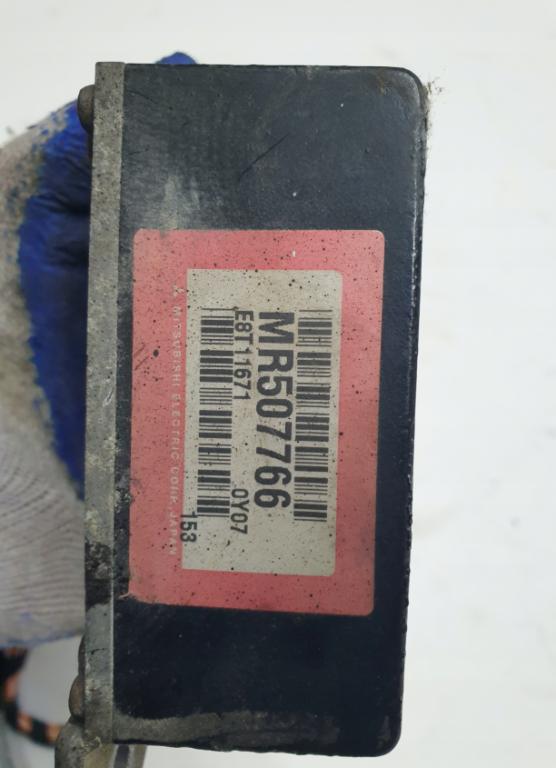 MR507766
E8T11671 0Y07
153
MITSUBISHI ELECTRIC CORP. JAPAN